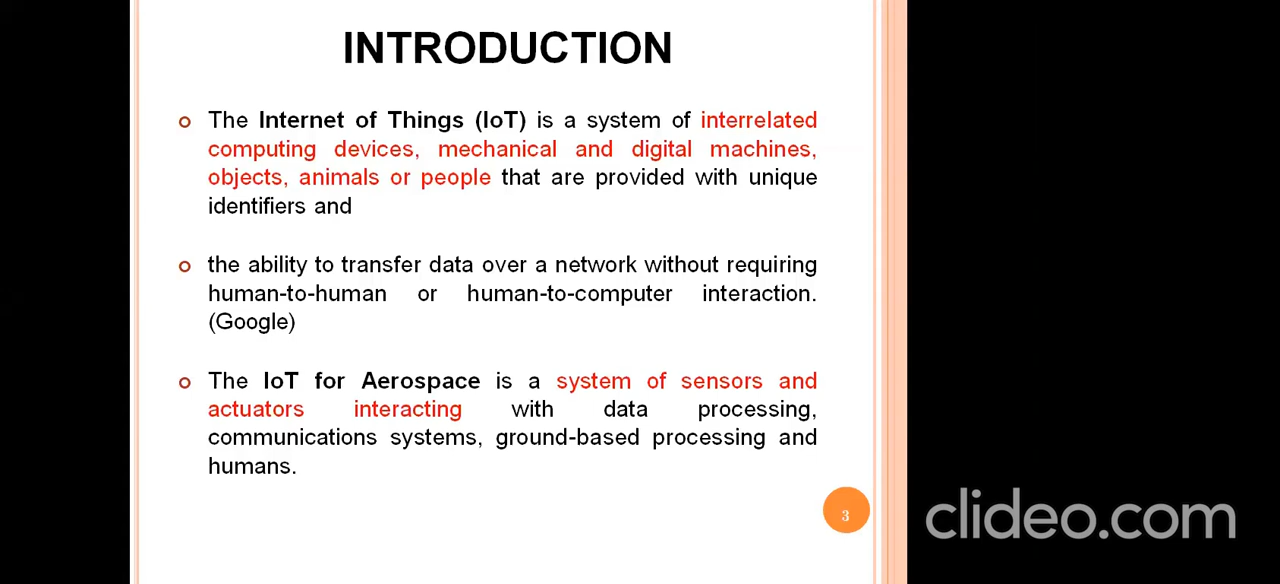 INTRODUCTION
The Internet of Things (IoT) is a system of interrelated
computing devices, mechanical and digital machines,
objects, animals or people that are provided with unique
identifiers and
the ability to transfer data over a network without requiring
human-to-human or human-to-computer interaction.
(Google)
The IoT for Aerospace is a system of sensors and
actuators interacting with data processing,
communications systems, ground-based processing and
humans.
3
clideo.com